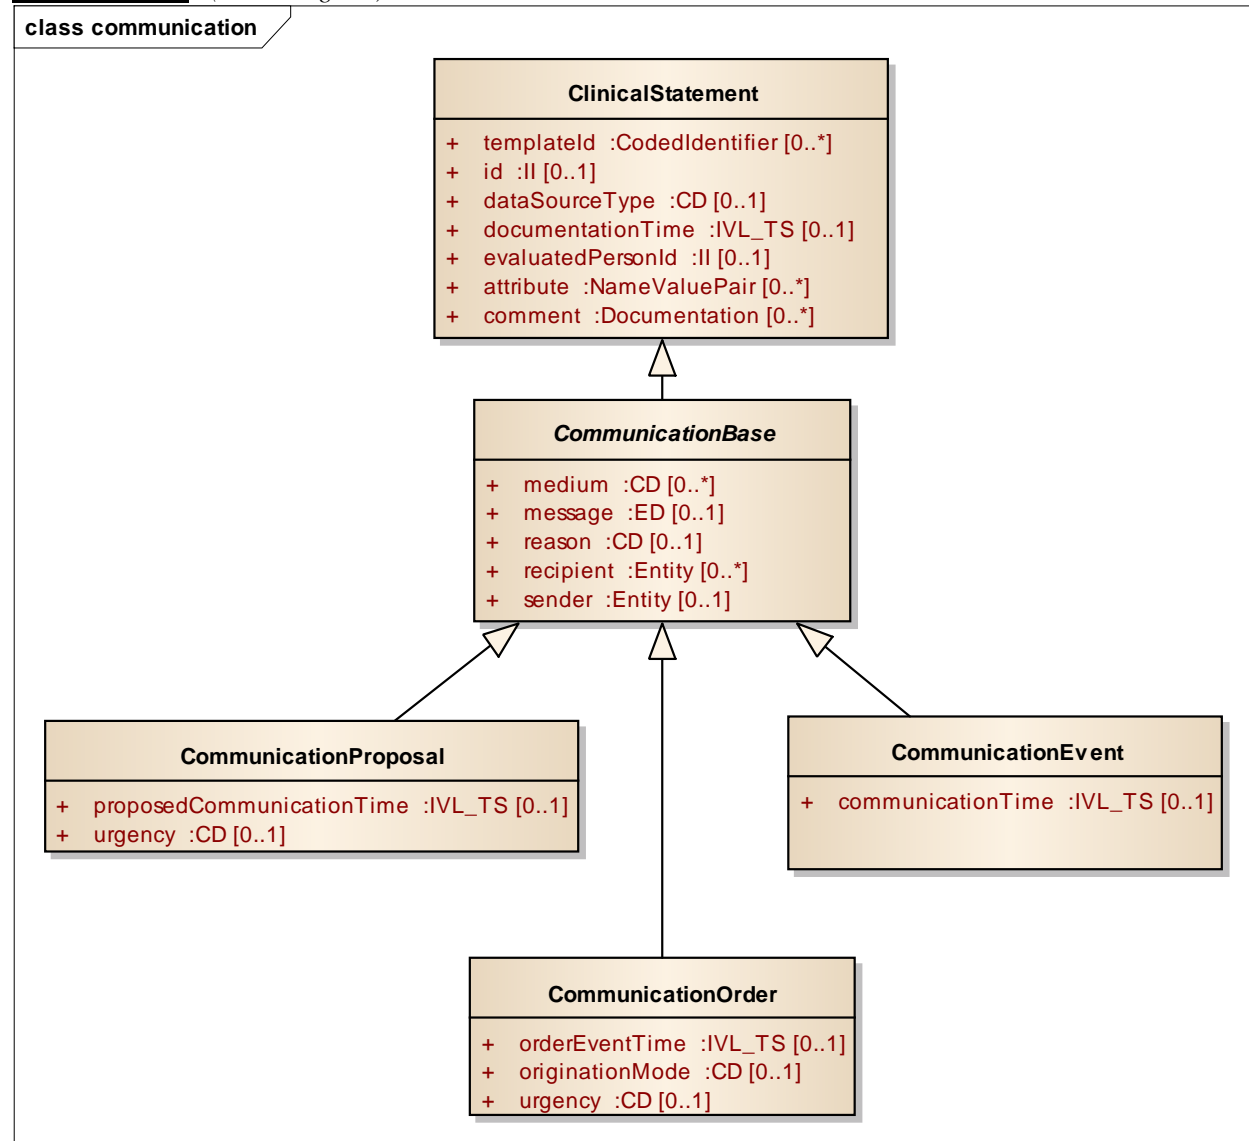 class communication
ClinicalStatement
+ templateId :CodedIdentifier [0..*]
+ id :II [0..1]
+ dataSourceType :CD [0..1]
+ documentationTime :IVL_TS [0..1]
+ evaluatedPersonId :II [0..1]
+ attribute :NameValuePair [0..*]
+ comment :Documentation [0..*]
CommunicationBase
+ medium :CD [0..*]
+ message :ED [0..1]
+ reason :CD [0..1]
+ recipient :Entity [0..*]
+ sender :Entity [0..1]
CommunicationProposal
+ proposedCommunicationTime :IVL_TS [0..1]
+ urgency :CD [0..1]
CommunicationEvent
+ communicationTime :IVL_TS [0..1]
CommunicationOrder
+ orderEventTime :IVL_TS [0..1]
+ originationMode :CD [0..1]
+ urgency :CD [0..1]